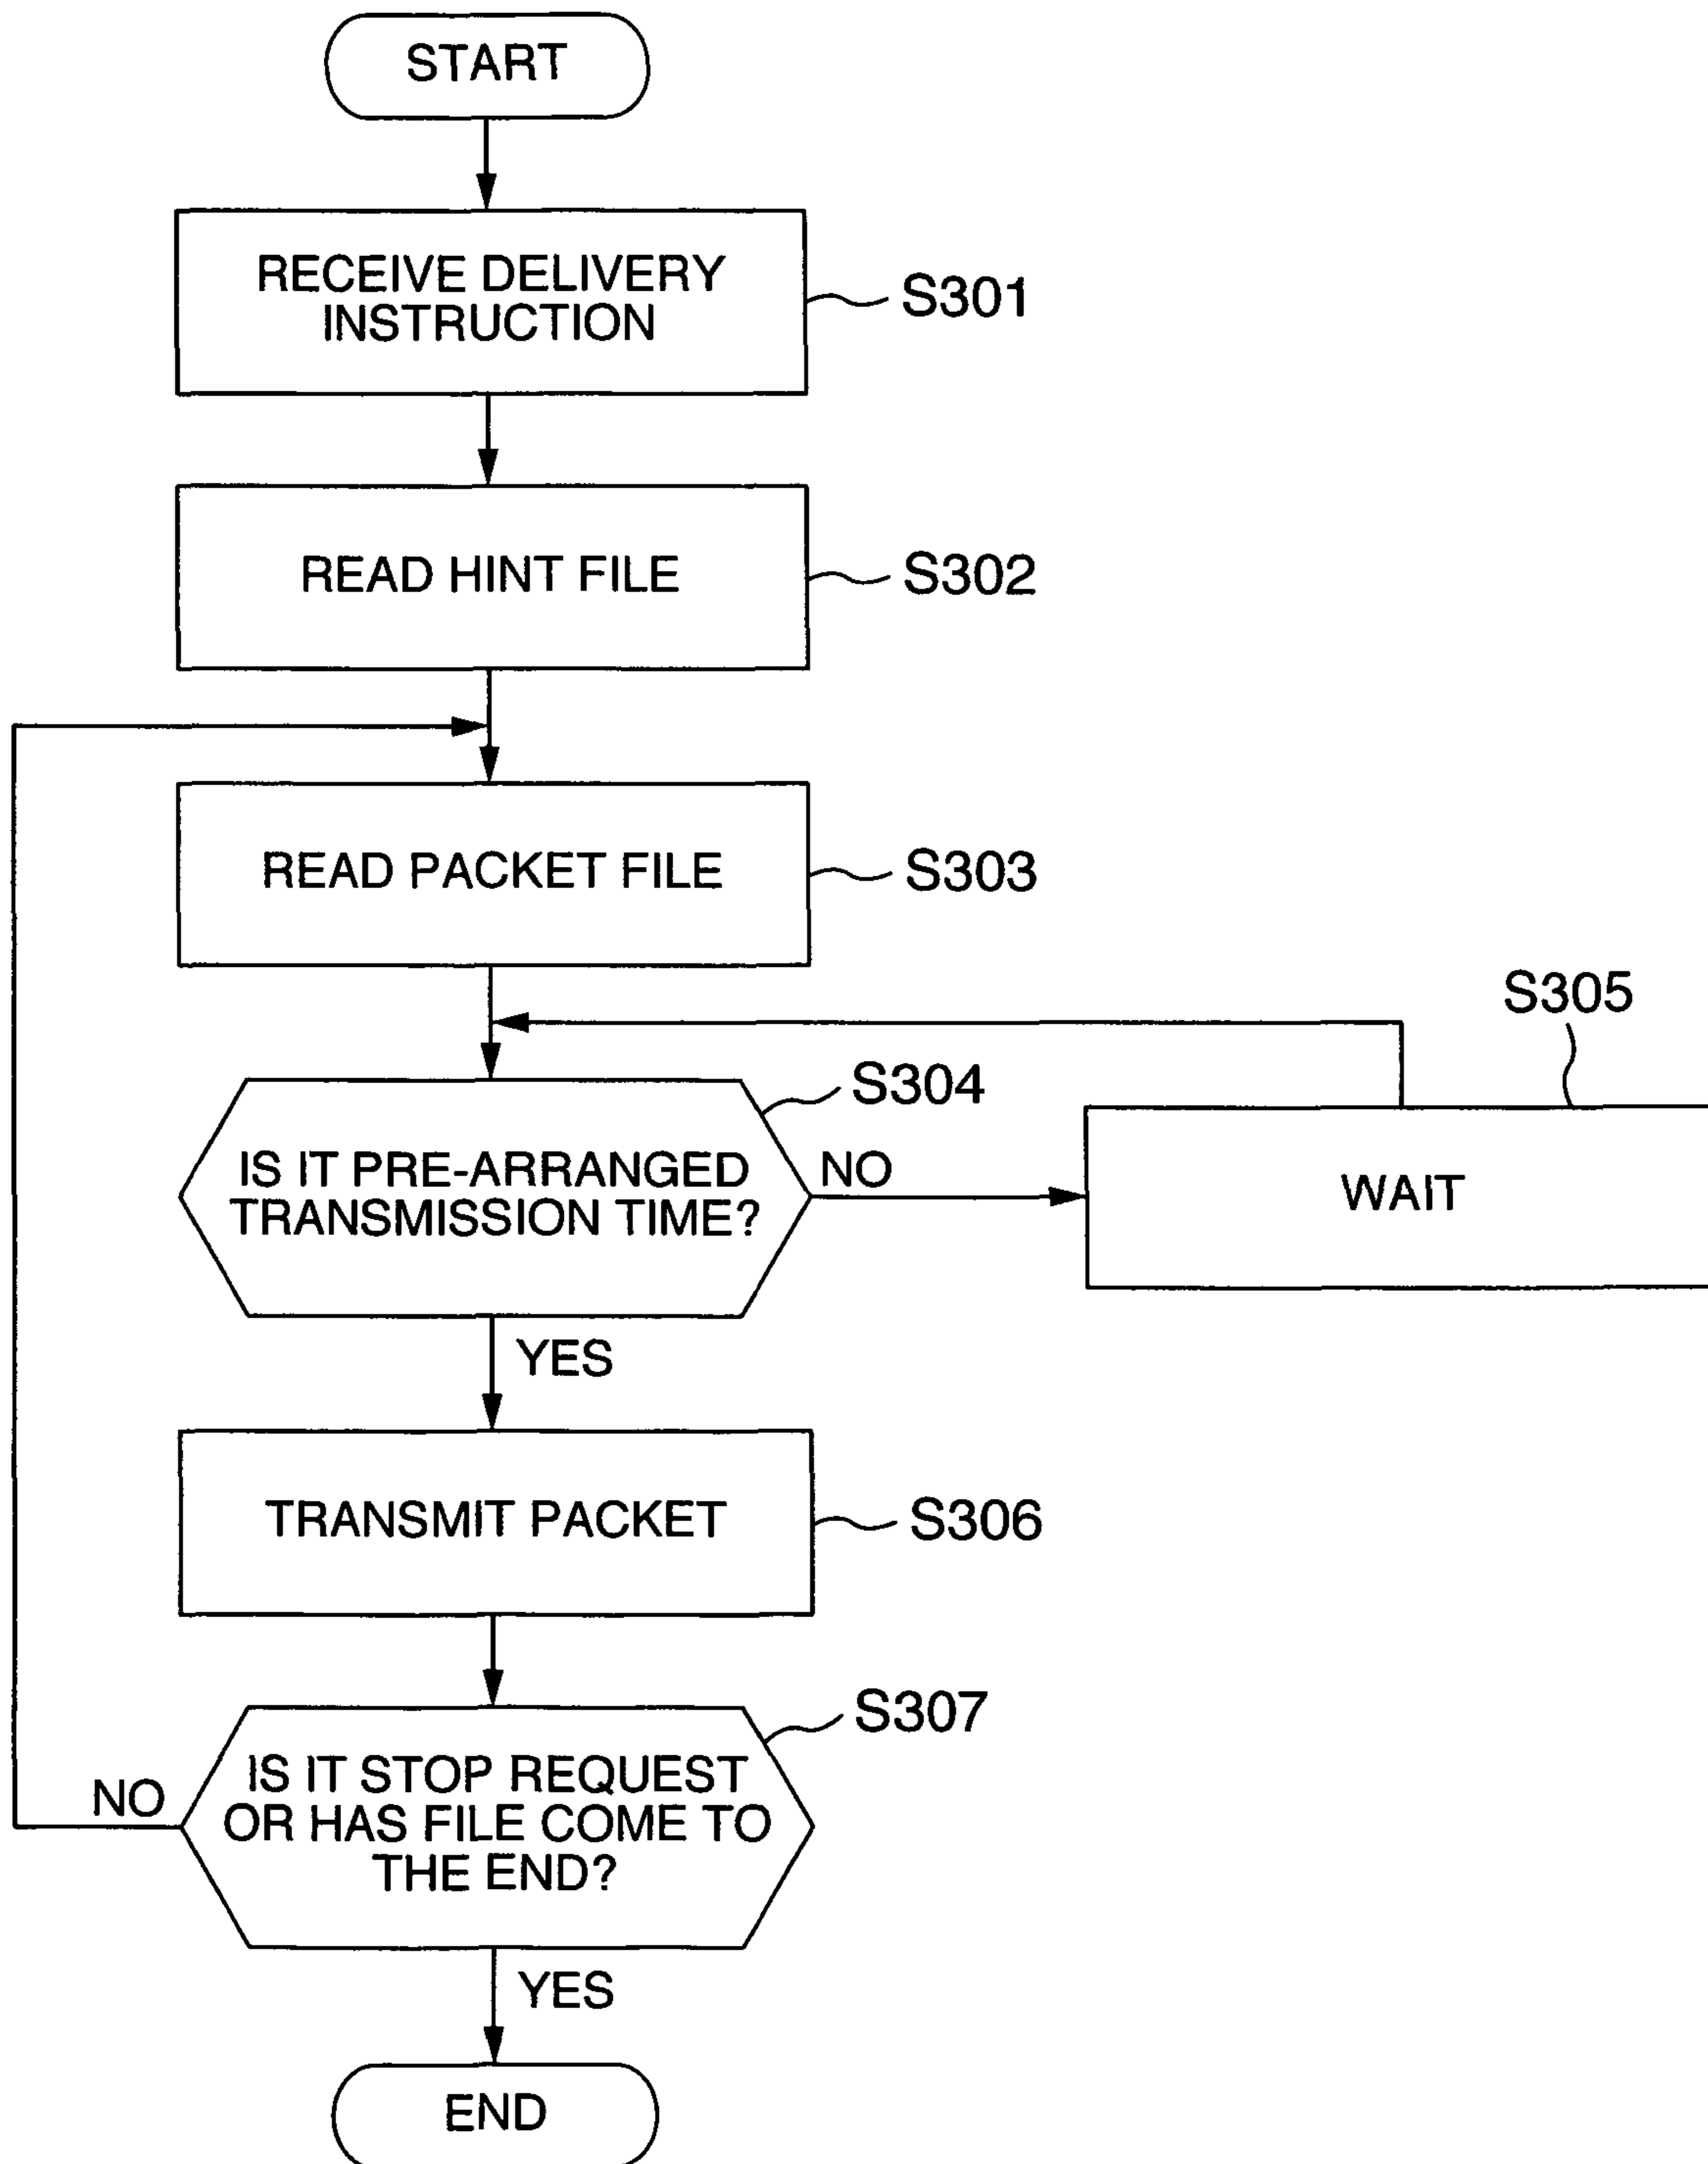 START
RECEIVE DELIVERY
INSTRUCTION
S301
READ HINT FILE
S302
READ PACKET FILE
S303
S305
S304
IS IT PRE-ARRANGED
TRANSMISSION TIME?
NO
WAIT
YES
TRANSMIT PACKET
S306
S307
IS IT STOP REQUEST
OR HAS FILE COME TO
THE END?
NO
YES
END